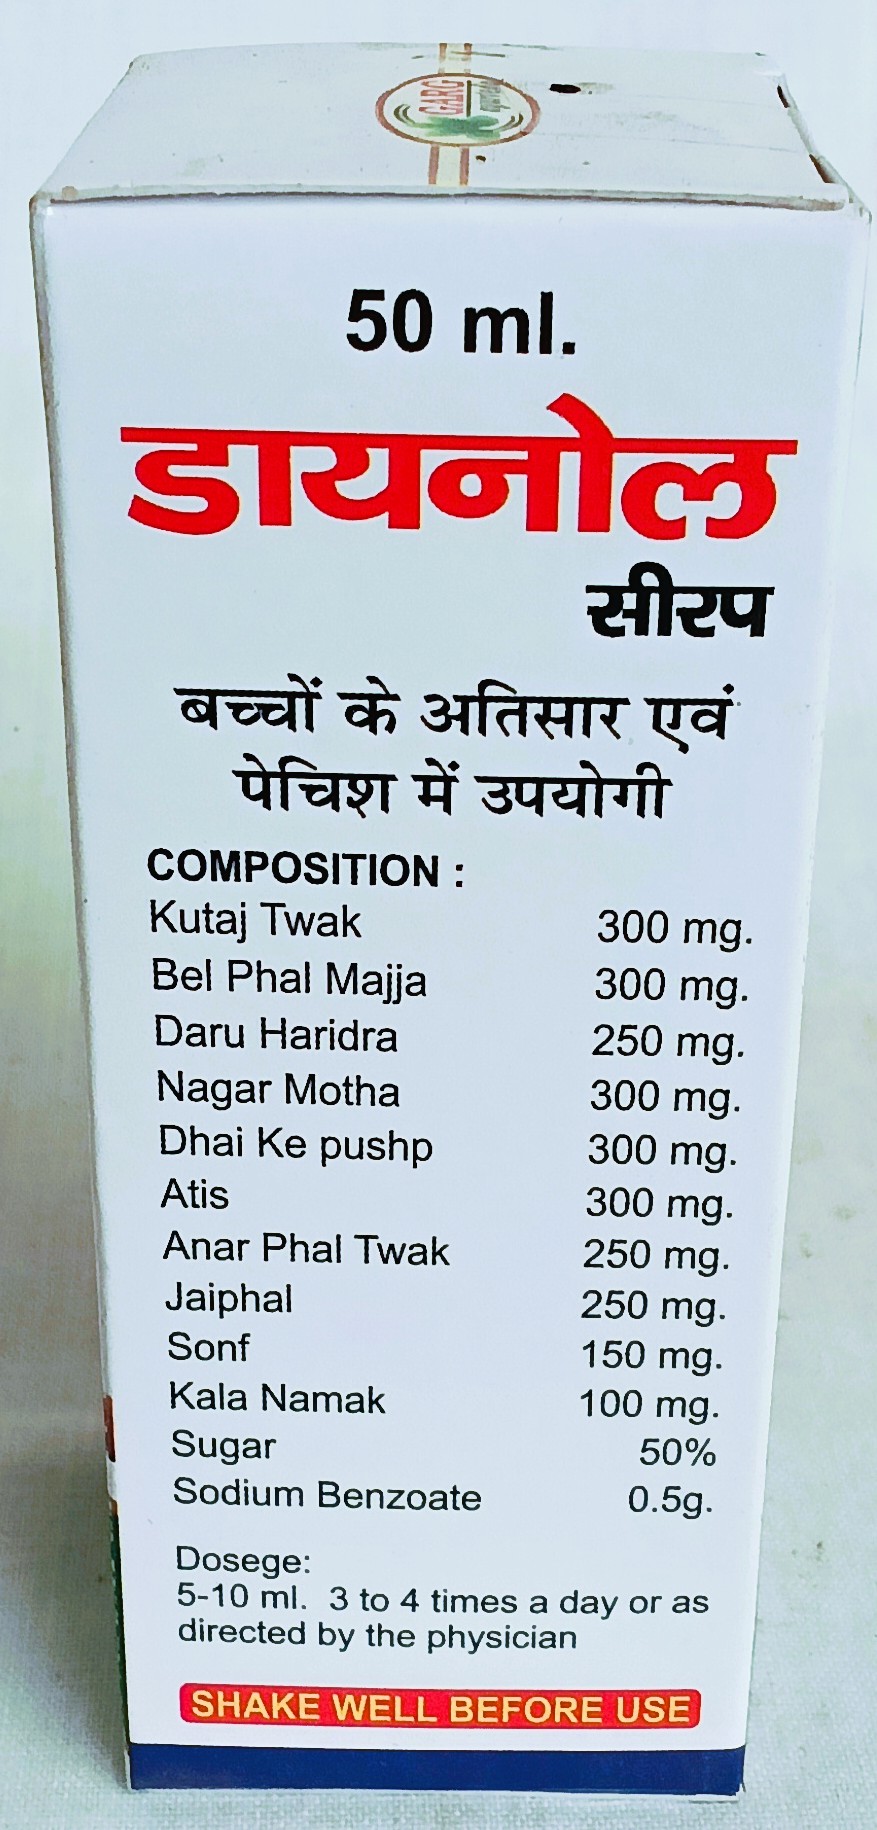 GARG
50 ml.
डायनोल
सीरप
बच्चों के अतिसार एवं
पेचिश में उपयोगी
COMPOSITION :
Kutaj Twak 300 mg.
Bel Phal Majja 300 mg.
Daru Haridra 250 mg.
Nagar Motha 300 mg.
Dhai Ke pushp 300 mg.
Atis 300 mg.
Anar Phal Twak 250 mg.
Jaiphal 250 mg.
Sonf 150 mg.
Kala Namak 100 mg.
Sugar 50%
Sodium Benzoate 0.5g.
Dosege:
5-10 ml. 3 to 4 times a day or as
directed by the physician
SHAKE WELL BEFORE USE